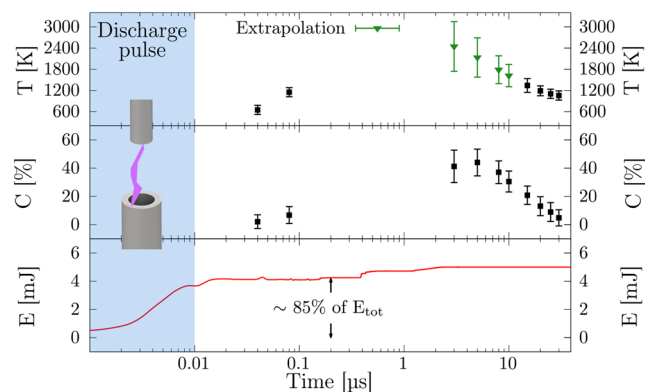 Discharge
pulse
Extrapolation
T [K]
3000
2400
1800
1200
600
3000
2400
1800
1200
600
T [K]
C [%]
60
40
20
0
60
40
20
0
C [%]
E [mJ]
6
4
2
0
~ 85% of Etot
6
4
2
0
E [mJ]
0.01 0.1 1 10
Time [µs]